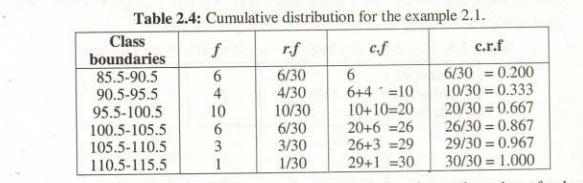 Table 2.4: Cumulative distribution for the example 2.1.
Class boundaries f r.f c.f c.r.f
85.5-90.5 6 6/30 6 6/30 = 0.200
90.5-95.5 4 4/30 6+4 =10 10/30 = 0.333
95.5-100.5 10 10/30 10+10=20 20/30 = 0.667
100.5-105.5 6 6/30 20+6 =26 26/30 = 0.867
105.5-110.5 3 3/30 26+3 =29 29/30 = 0.967
110.5-115.5 1 1/30 29+1 =30 30/30 = 1.000